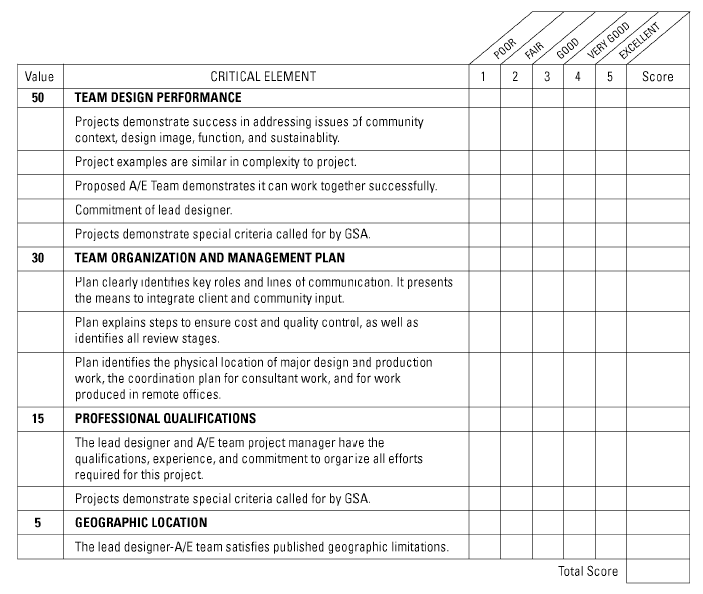 POOR FAIR GOOD VERY GOOD EXCELLENT
Value CRITICAL ELEMENT 1 2 3 4 5 Score
50 TEAM DESIGN PERFORMANCE
Projects demonstrate success in addressing issues of community
context, design image, function, and sustainablity.
Project examples are similar in complexity to project.
Proposed A/E Team demonstrates it can work together successfully.
Commitment of lead designer.
Projects demonstrate special criteria called for by GSA.
30 TEAM ORGANIZATION AND MANAGEMENT PLAN
Plan clearly identifies key roles and lines of communication. It presents
the means to integrate client and community input.
Plan explains steps to ensure cost and quality control, as well as
identifies all review stages.
Plan identifies the physical location of major design and production
work, the coordination plan for consultant work, and for work
produced in remote offices.
15 PROFESSIONAL QUALIFICATIONS
The lead designer and A/E team project manager have the
qualifications, experience, and commitment to organize all efforts
required for this project.
Projects demonstrate special criteria called for by GSA.
5 GEOGRAPHIC LOCATION
The lead designer-A/E team satisfies published geographic limitations.
Total Score